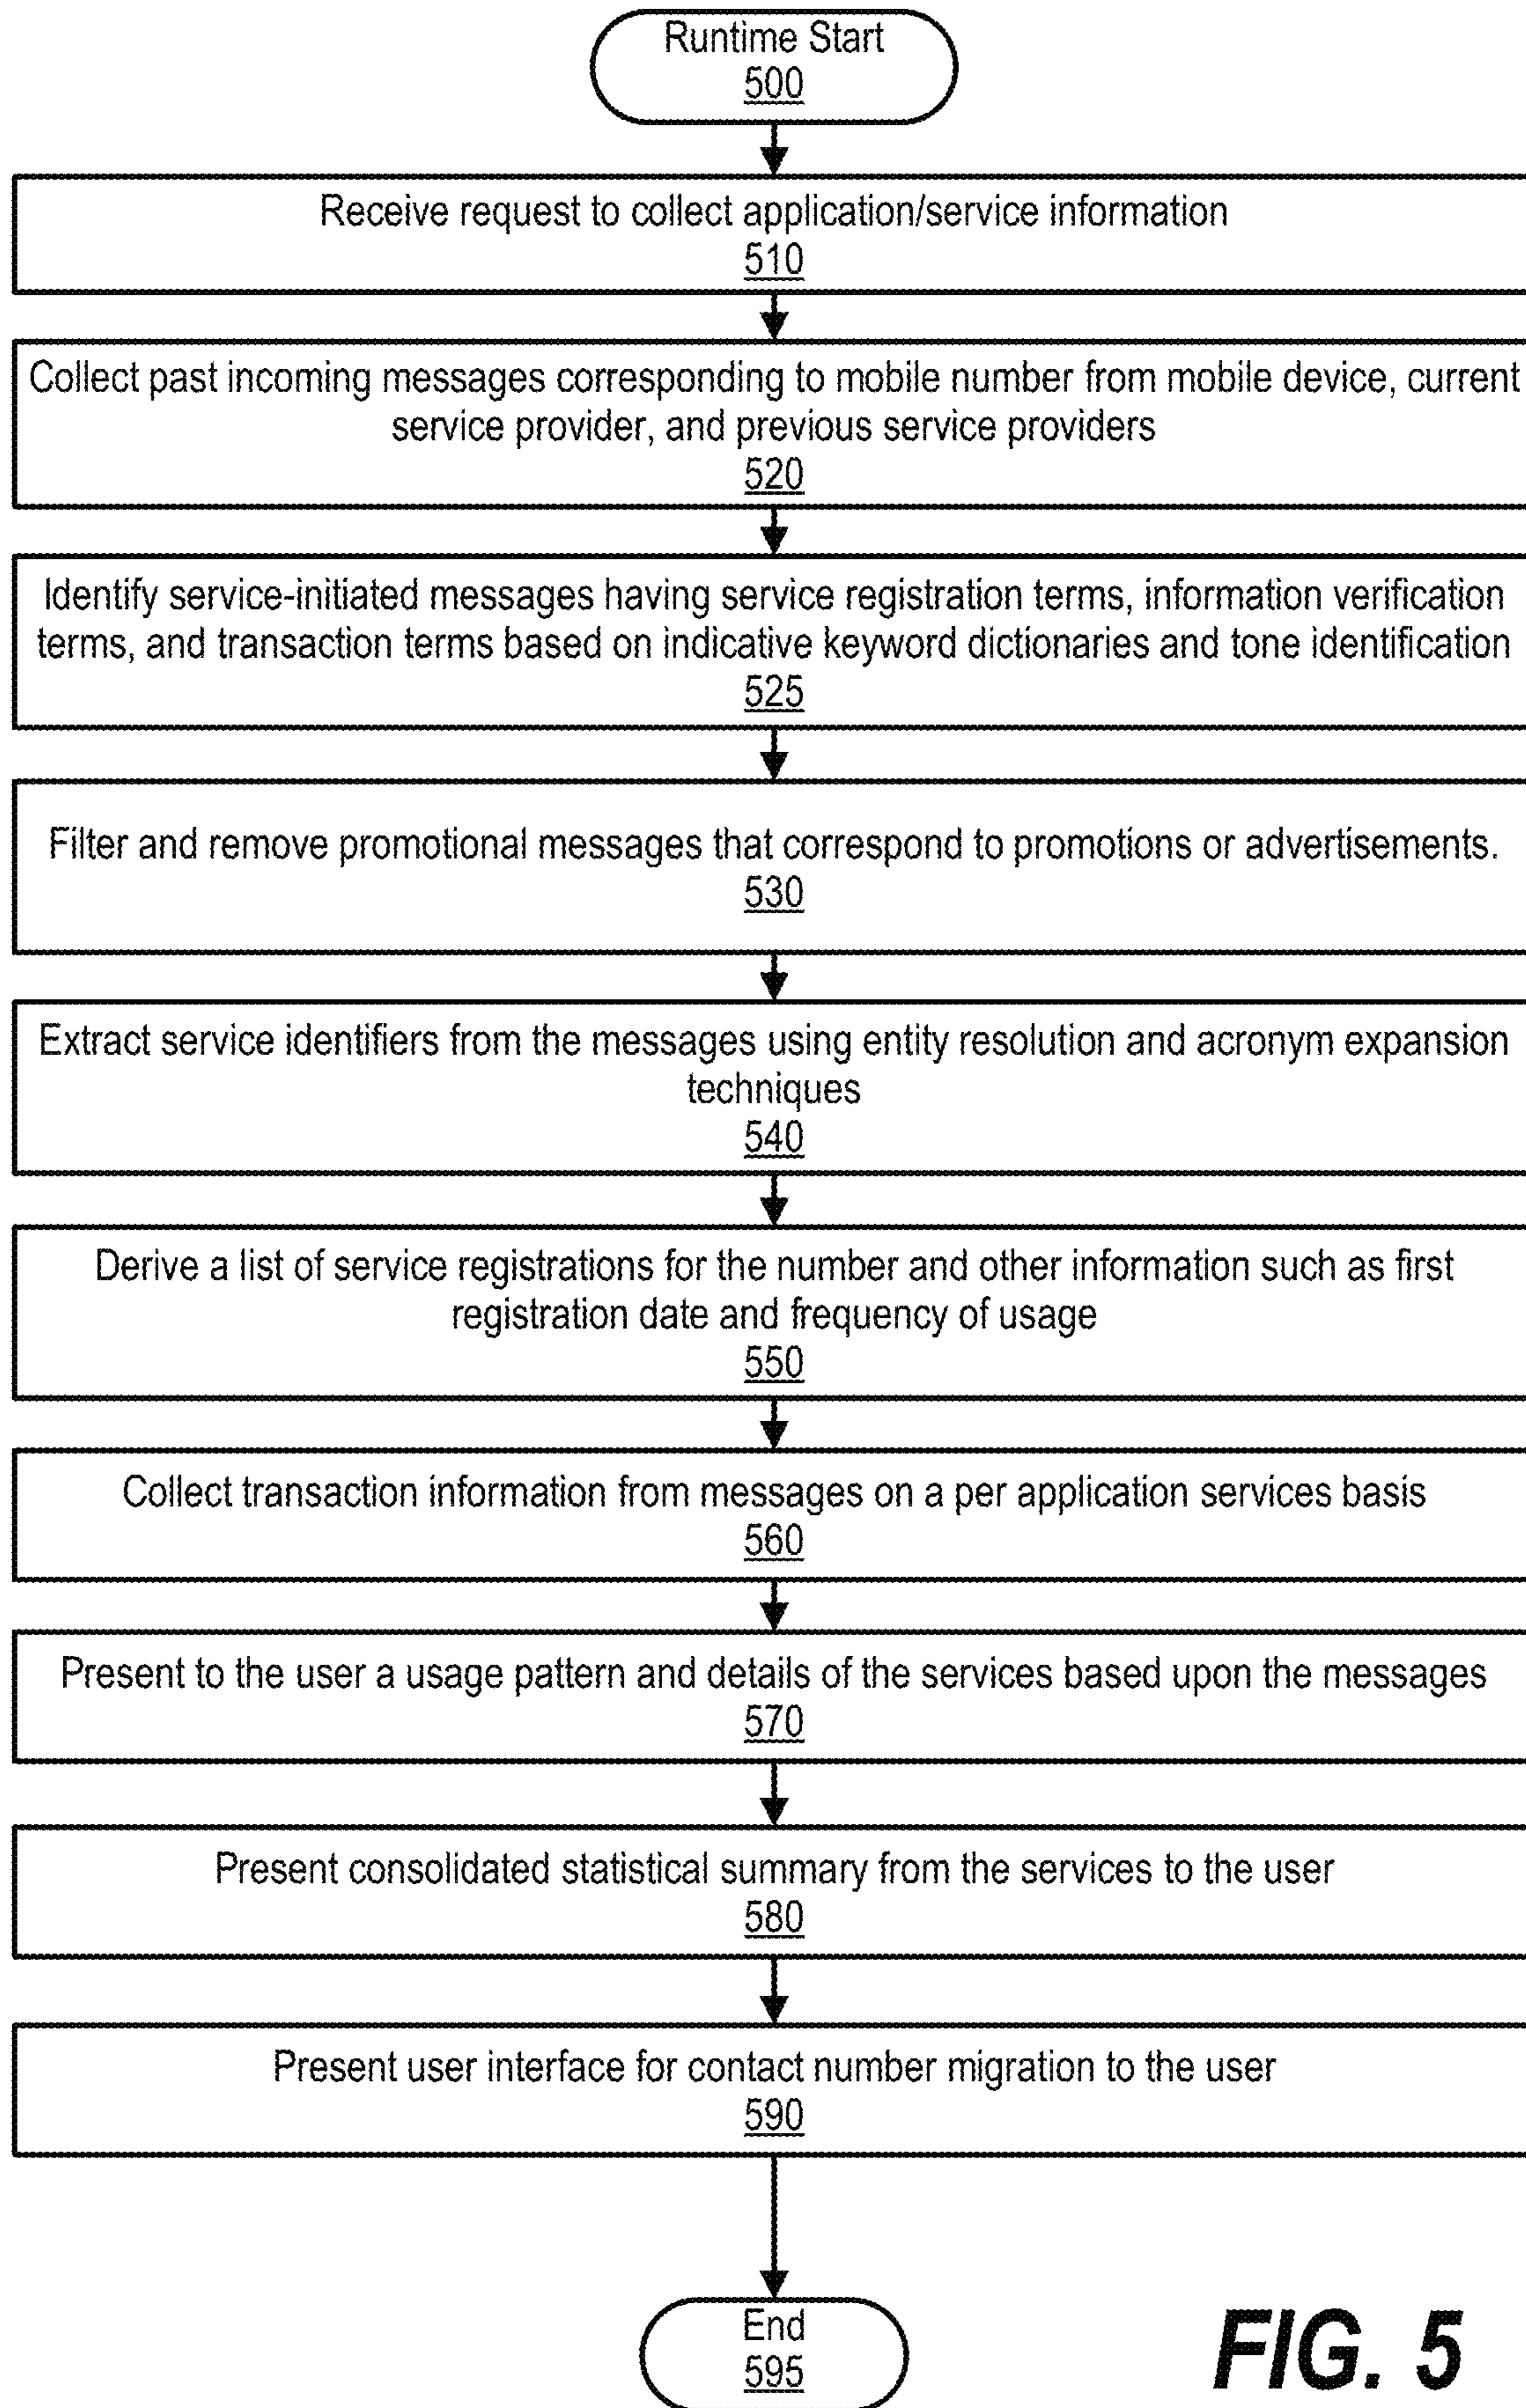 Runtime Start
500
Receive request to collect application/service information
510
Collect past incoming messages corresponding to mobile number from mobile device, current
service provider, and previous service providers
520
Identify service-initiated messages having service registration terms, information verification
terms, and transaction terms based on indicative keyword dictionaries and tone identification
525
Filter and remove promotional messages that correspond to promotions or advertisements.
530
Extract service identifiers from the messages using entity resolution and acronym expansion
techniques
540
Derive a list of service registrations for the number and other information such as first
registration date and frequency of usage
550
Collect transaction information from messages on a per application services basis
560
Present to the user a usage pattern and details of the services based upon the messages
570
Present consolidated statistical summary from the services to the user
580
Present user interface for contact number migration to the user
590
End
595
FIG. 5